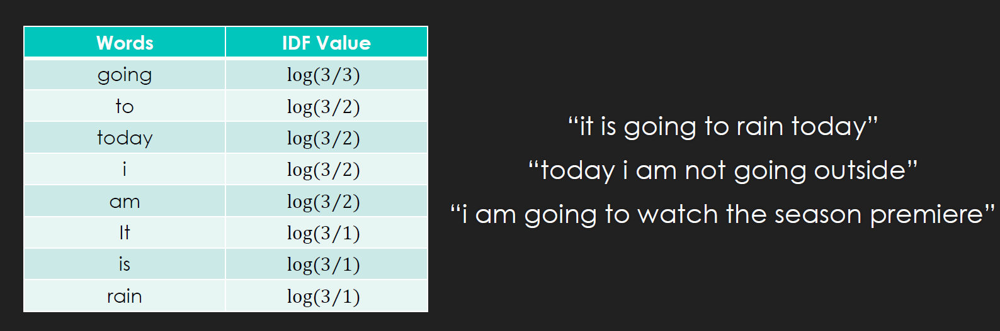 Words IDF Value
going log(3/3)
to log(3/2)
today log(3/2)
i log(3/2)
am log(3/2)
It log(3/1)
is log(3/1)
rain log(3/1)
“it is going to rain today”
“today i am not going outside”
“i am going to watch the season premiere”